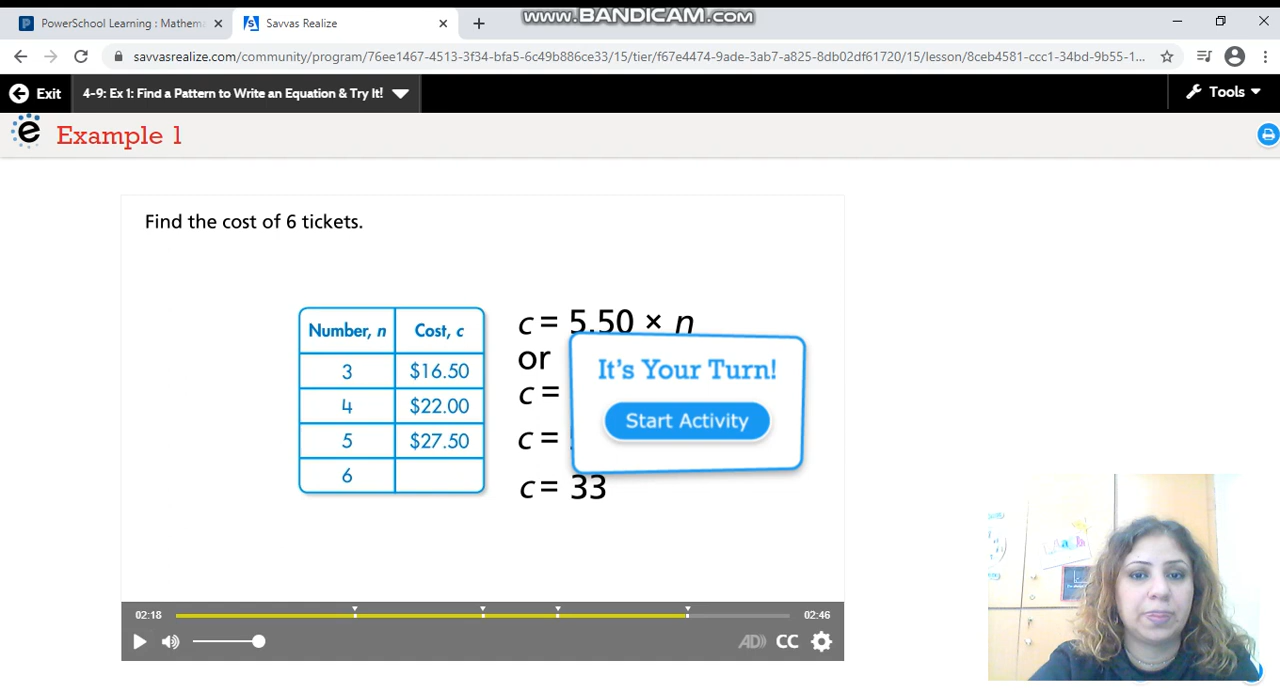 www.BANDICAM.com
PowerSchool Learning : Mathema
Savvas Realize
savvasrealize.com/community/program/76ee1467-4513-3f34-bfa5-6c49b886ce33/15/tier/f67e4474-9ade-3ab7-a825-8db02df61720/15/lesson/8ceb4581-ccc1-34bd-9b55-1...
Exit
4-9: Ex 1: Find a Pattern to Write an Equation & Try It!
Tools
e Example 1
Find the cost of 6 tickets.
Number, n Cost, c
3 $16.50
4 $22.00
5 $27.50
6
c = 5.50 × n
or
c =
c =
c = 33
It's Your Turn!
Start Activity
02:18 02:46
AD CC